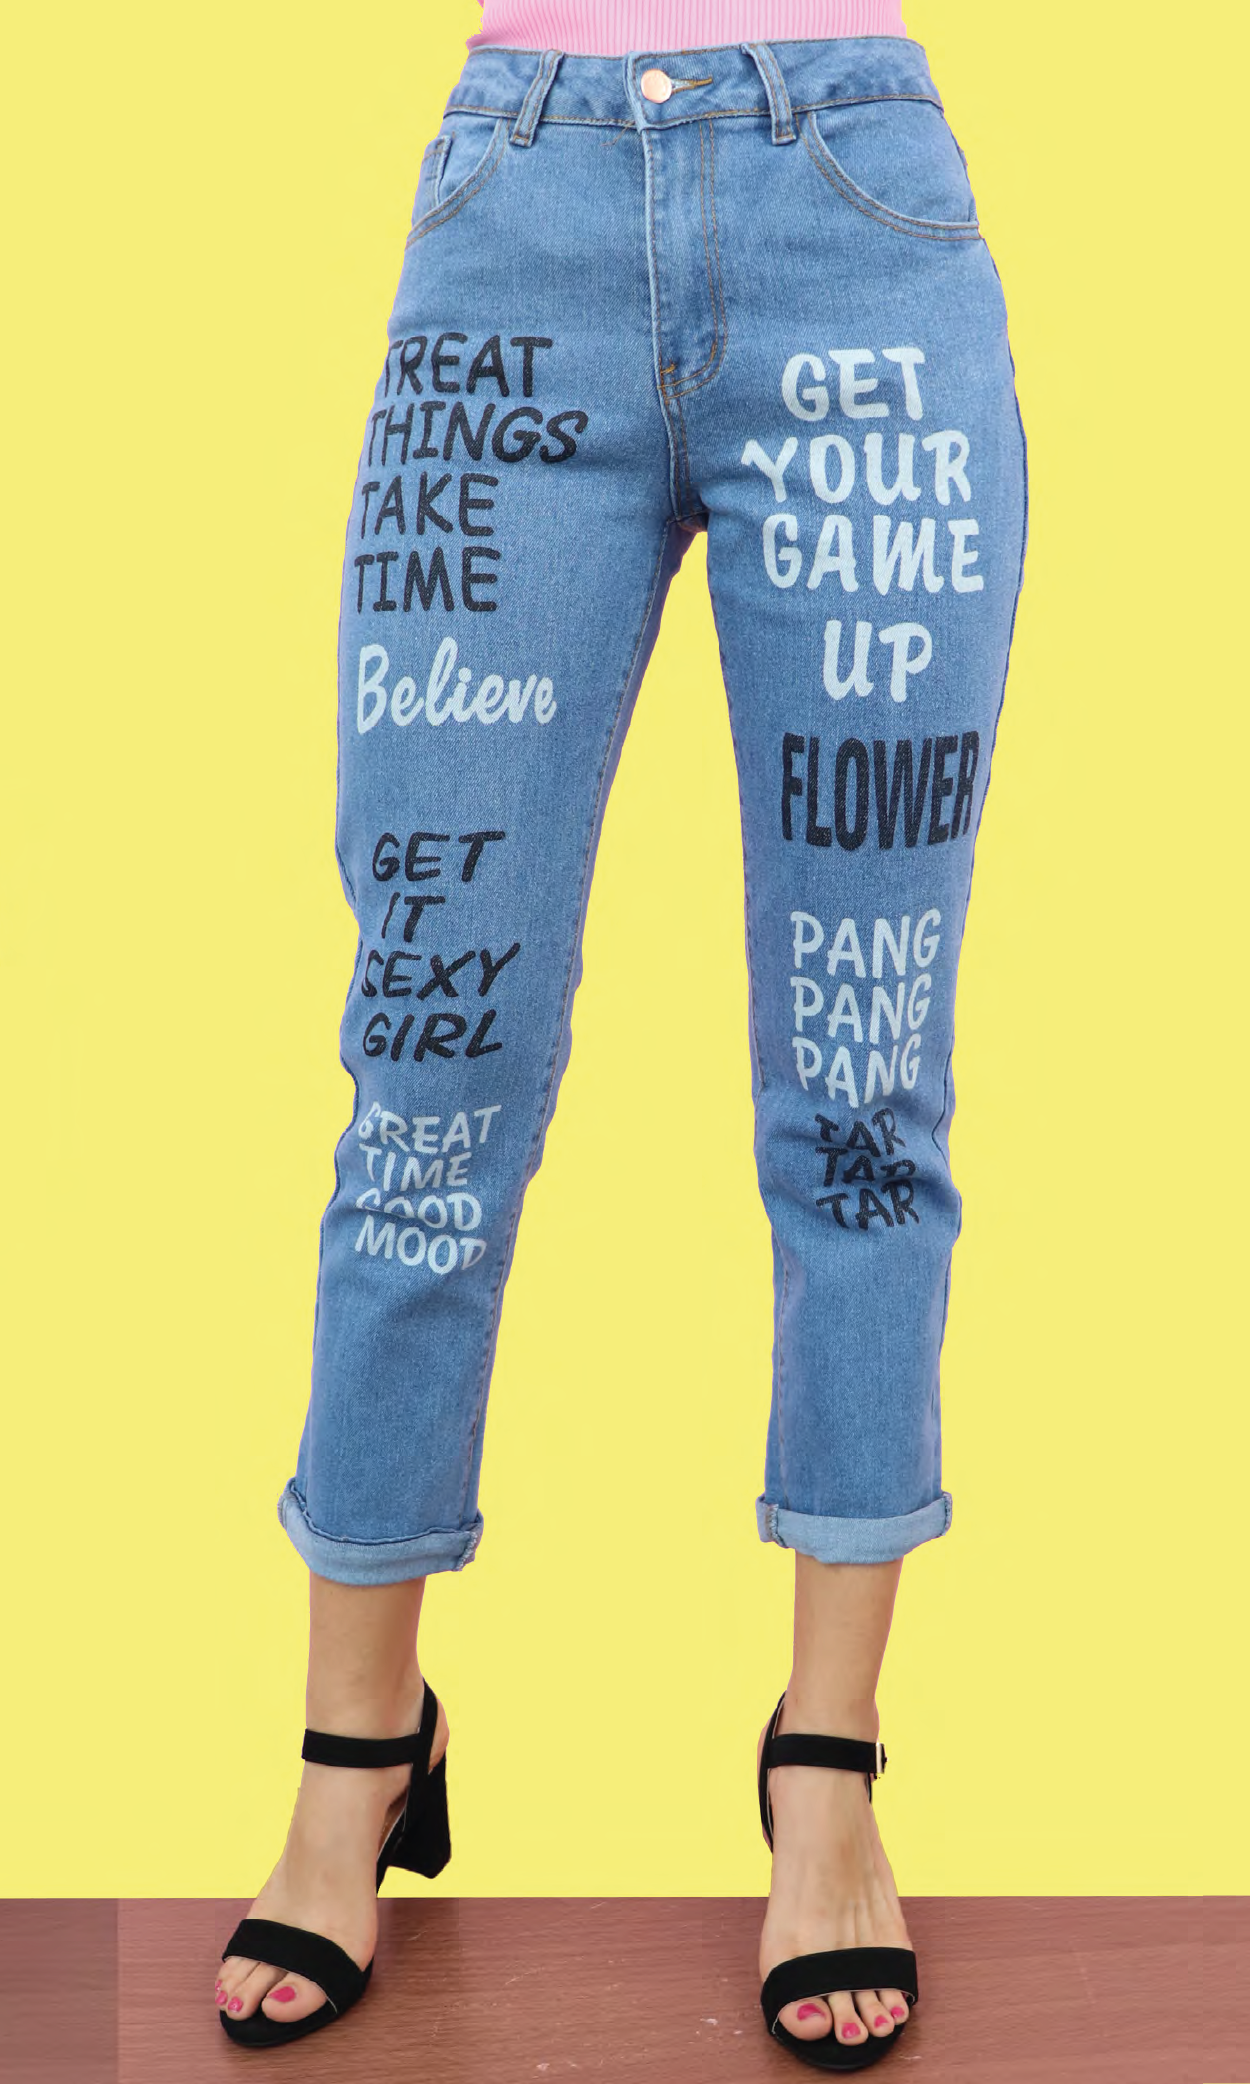 TREAT
THINGS
TAKE
TIME
Believe
GET
IT
SEXY
GIRL
GREAT
TIME
GOOD
MOOD
GET
YOUR
GAME
UP
FLOWER
PANG
PANG
PANG
TAR
TAR
TAR